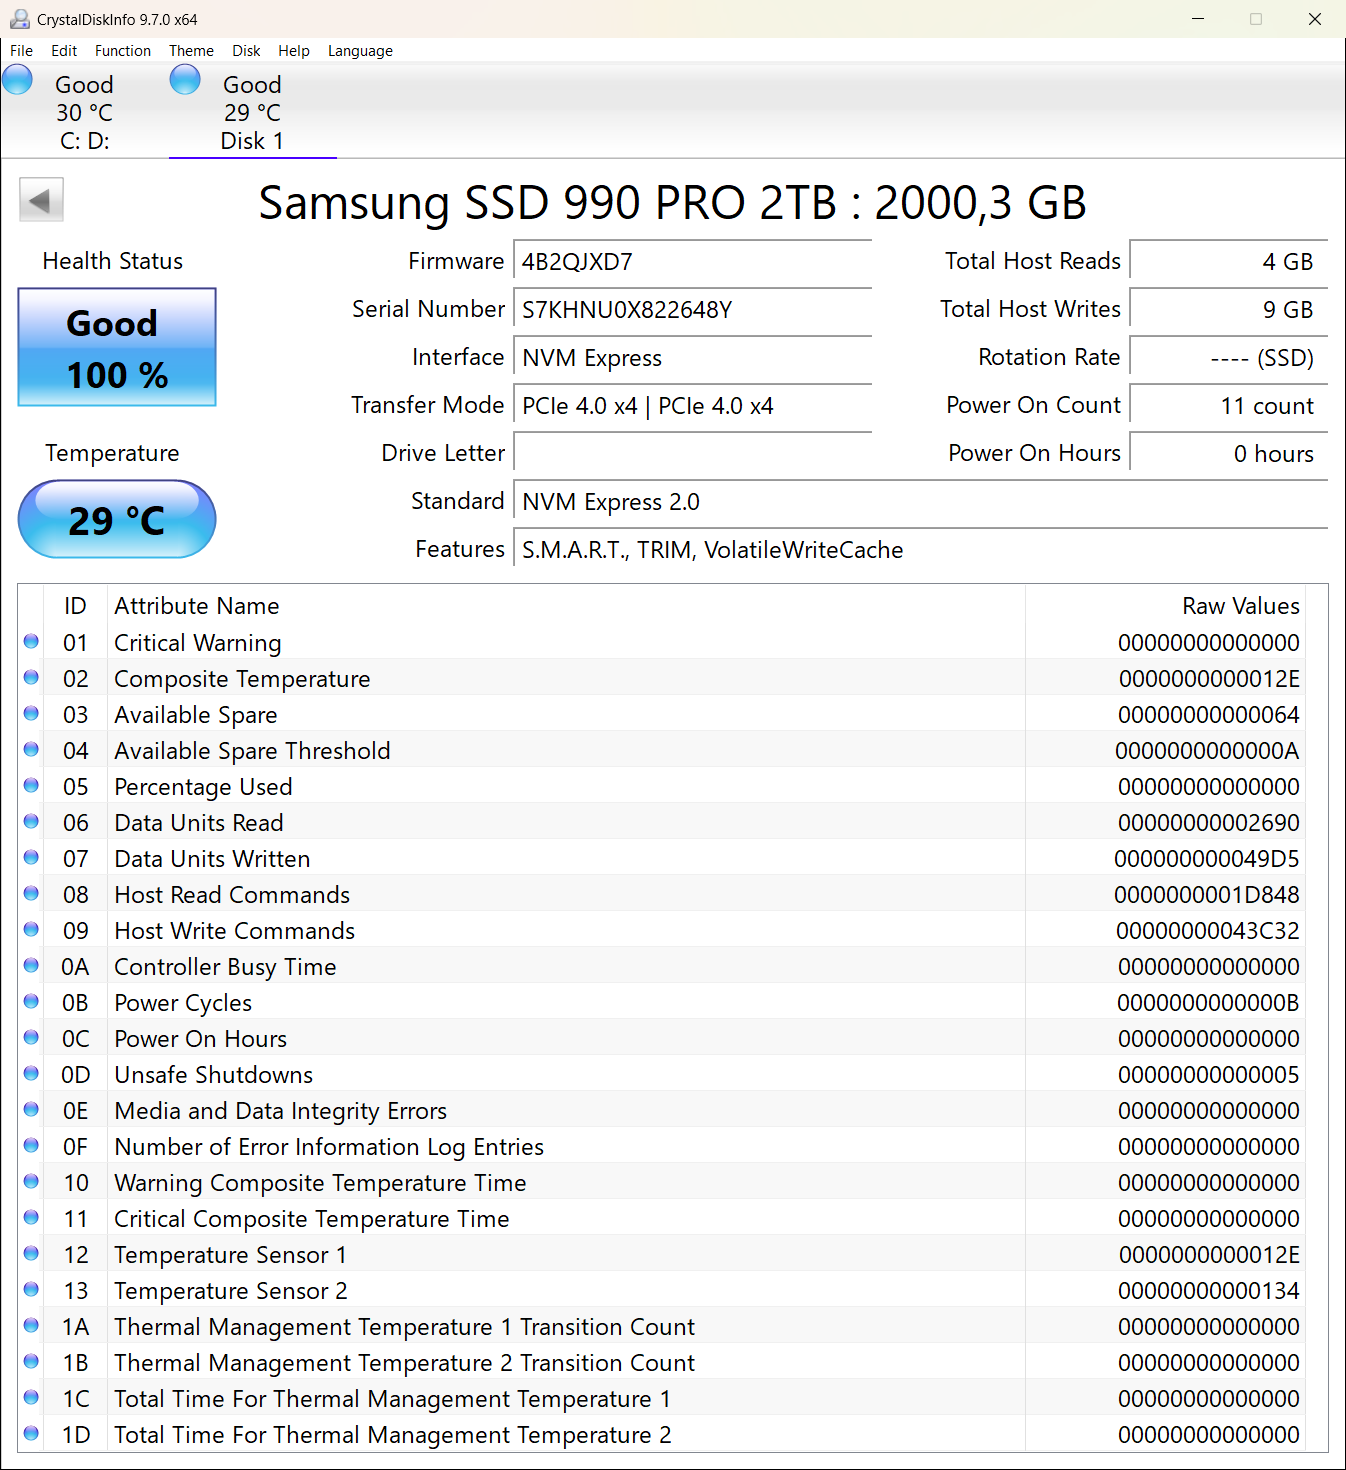 CrystalDiskInfo 9.7.0 x64
File Edit Function Theme Disk Help Language
Good Good
30 °C 29 °C
C: D: Disk 1
Samsung SSD 990 PRO 2TB : 2000,3 GB
Health Status Firmware 4B2QJXD7 Total Host Reads 4 GB
Good Serial Number S7KHNU0X822648Y Total Host Writes 9 GB
100 % Interface NVM Express Rotation Rate ---- (SSD)
Transfer Mode PCIe 4.0 x4 | PCIe 4.0 x4 Power On Count 11 count
Temperature Drive Letter Power On Hours 0 hours
29 °C Standard NVM Express 2.0
Features S.M.A.R.T., TRIM, VolatileWriteCache
ID Attribute Name Raw Values
01 Critical Warning 00000000000000
02 Composite Temperature 0000000000012E
03 Available Spare 00000000000064
04 Available Spare Threshold 0000000000000A
05 Percentage Used 00000000000000
06 Data Units Read 00000000002690
07 Data Units Written 000000000049D5
08 Host Read Commands 0000000001D848
09 Host Write Commands 00000000043C32
0A Controller Busy Time 00000000000000
0B Power Cycles 0000000000000B
0C Power On Hours 00000000000000
0D Unsafe Shutdowns 00000000000005
0E Media and Data Integrity Errors 00000000000000
0F Number of Error Information Log Entries 00000000000000
10 Warning Composite Temperature Time 00000000000000
11 Critical Composite Temperature Time 00000000000000
12 Temperature Sensor 1 0000000000012E
13 Temperature Sensor 2 00000000000134
1A Thermal Management Temperature 1 Transition Count 00000000000000
1B Thermal Management Temperature 2 Transition Count 00000000000000
1C Total Time For Thermal Management Temperature 1 00000000000000
1D Total Time For Thermal Management Temperature 2 00000000000000